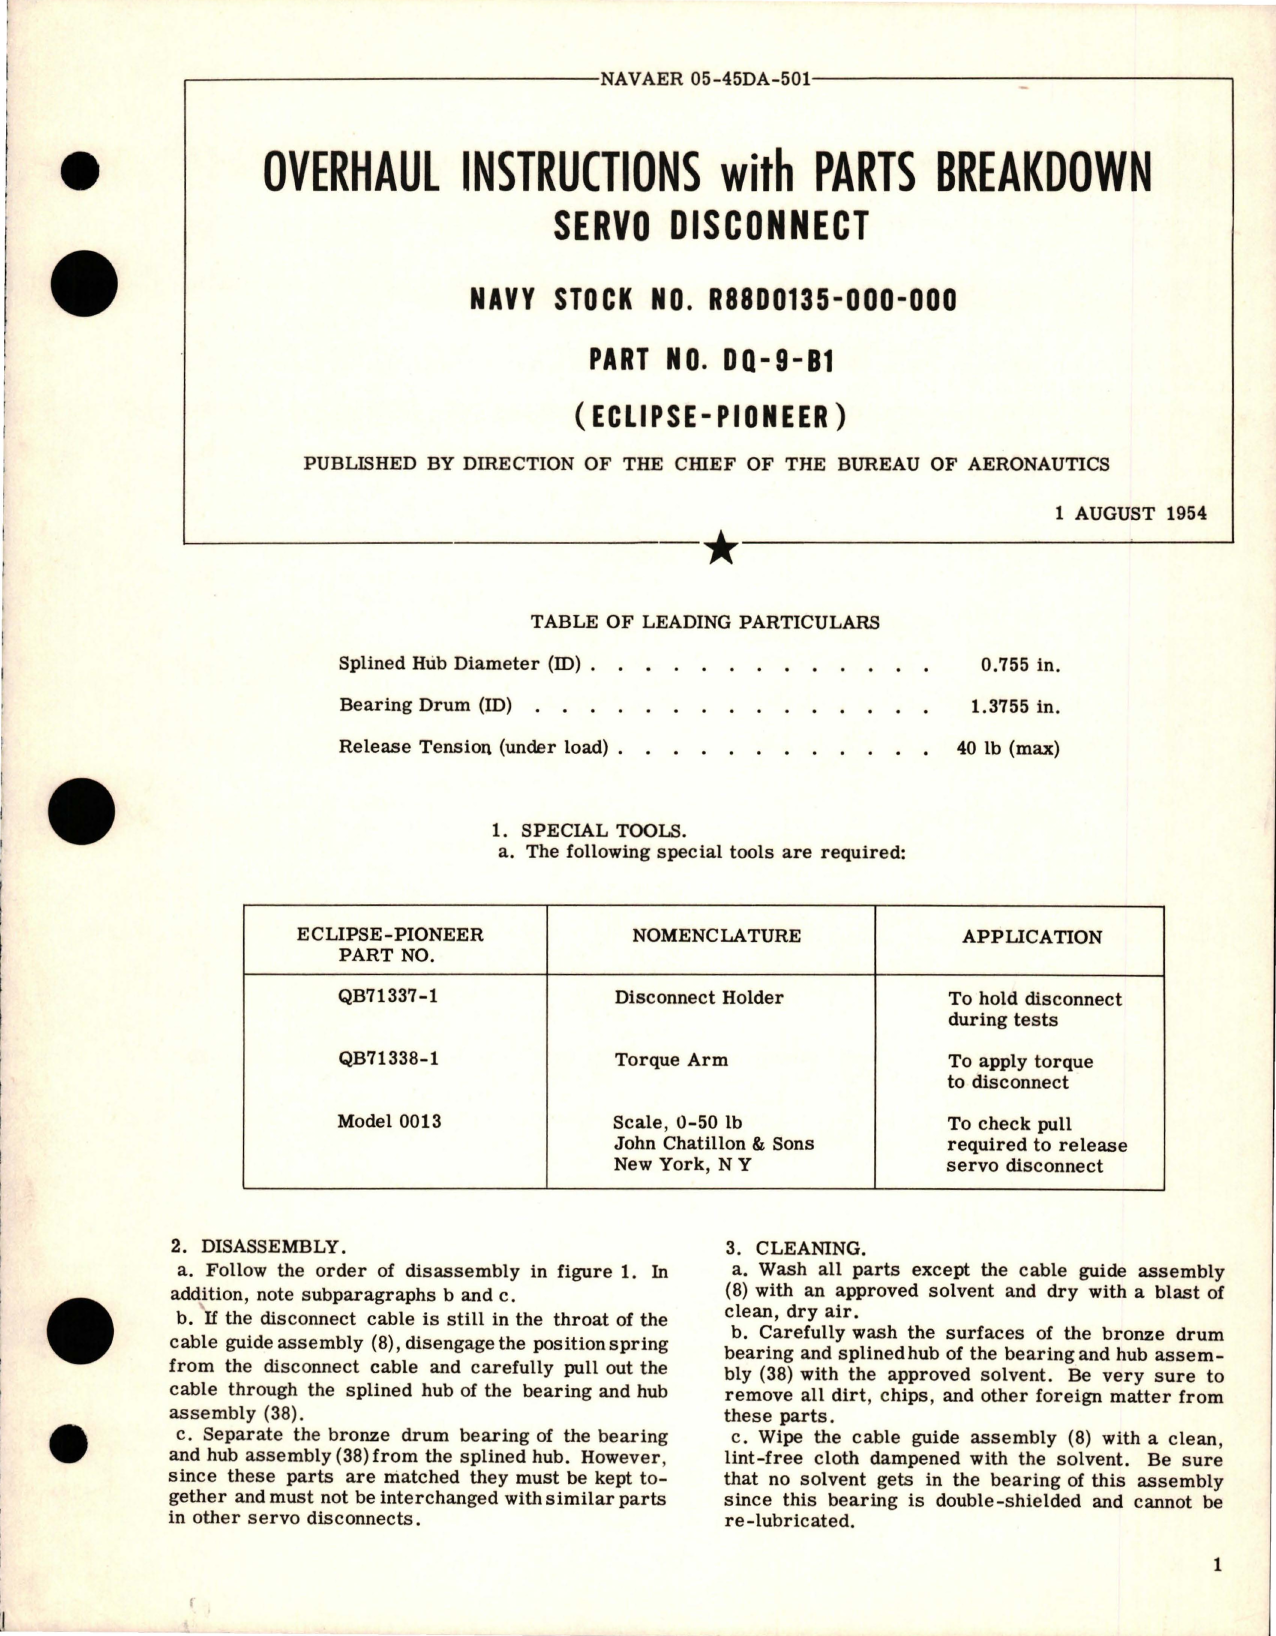 NAVAER 05-45DA-501
OVERHAUL INSTRUCTIONS with PARTS BREAKDOWN
SERVO DISCONNECT
NAVY STOCK NO. R88D0135-000-000
PART NO. DQ-9-B1
(ECLIPSE-PIONEER)
PUBLISHED BY DIRECTION OF THE CHIEF OF THE BUREAU OF AERONAUTICS
1 AUGUST 1954
TABLE OF LEADING PARTICULARS
Splined Hub Diameter (ID) . . . . . . . . . . . . . 0.755 in.
Bearing Drum (ID) . . . . . . . . . . . . . . . 1.3755 in.
Release Tension (under load) . . . . . . . . . . . . 40 lb (max)
1. SPECIAL TOOLS.
a. The following special tools are required:
ECLIPSE-PIONEER
PART NO.
NOMENCLATURE
APPLICATION
QB71337-1
Disconnect Holder
To hold disconnect
during tests
QB71338-1
Torque Arm
To apply torque
to disconnect
Model 0013
Scale, 0-50 lb
John Chatillon & Sons
New York, N Y
To check pull
required to release
servo disconnect
2. DISASSEMBLY.
a. Follow the order of disassembly in figure 1. In
addition, note subparagraphs b and c.
b. If the disconnect cable is still in the throat of the
cable guide assembly (8), disengage the position spring
from the disconnect cable and carefully pull out the
cable through the splined hub of the bearing and hub
assembly (38).
c. Separate the bronze drum bearing of the bearing
and hub assembly (38) from the splined hub. However,
since these parts are matched they must be kept to-
gether and must not be interchanged with similar parts
in other servo disconnects.
3. CLEANING.
a. Wash all parts except the cable guide assembly
(8) with an approved solvent and dry with a blast of
clean, dry air.
b. Carefully wash the surfaces of the bronze drum
bearing and splined hub of the bearing and hub assem-
bly (38) with the approved solvent. Be very sure to
remove all dirt, chips, and other foreign matter from
these parts.
c. Wipe the cable guide assembly (8) with a clean,
lint-free cloth dampened with the solvent. Be sure
that no solvent gets in the bearing of this assembly
since this bearing is double-shielded and cannot be
re-lubricated.
1